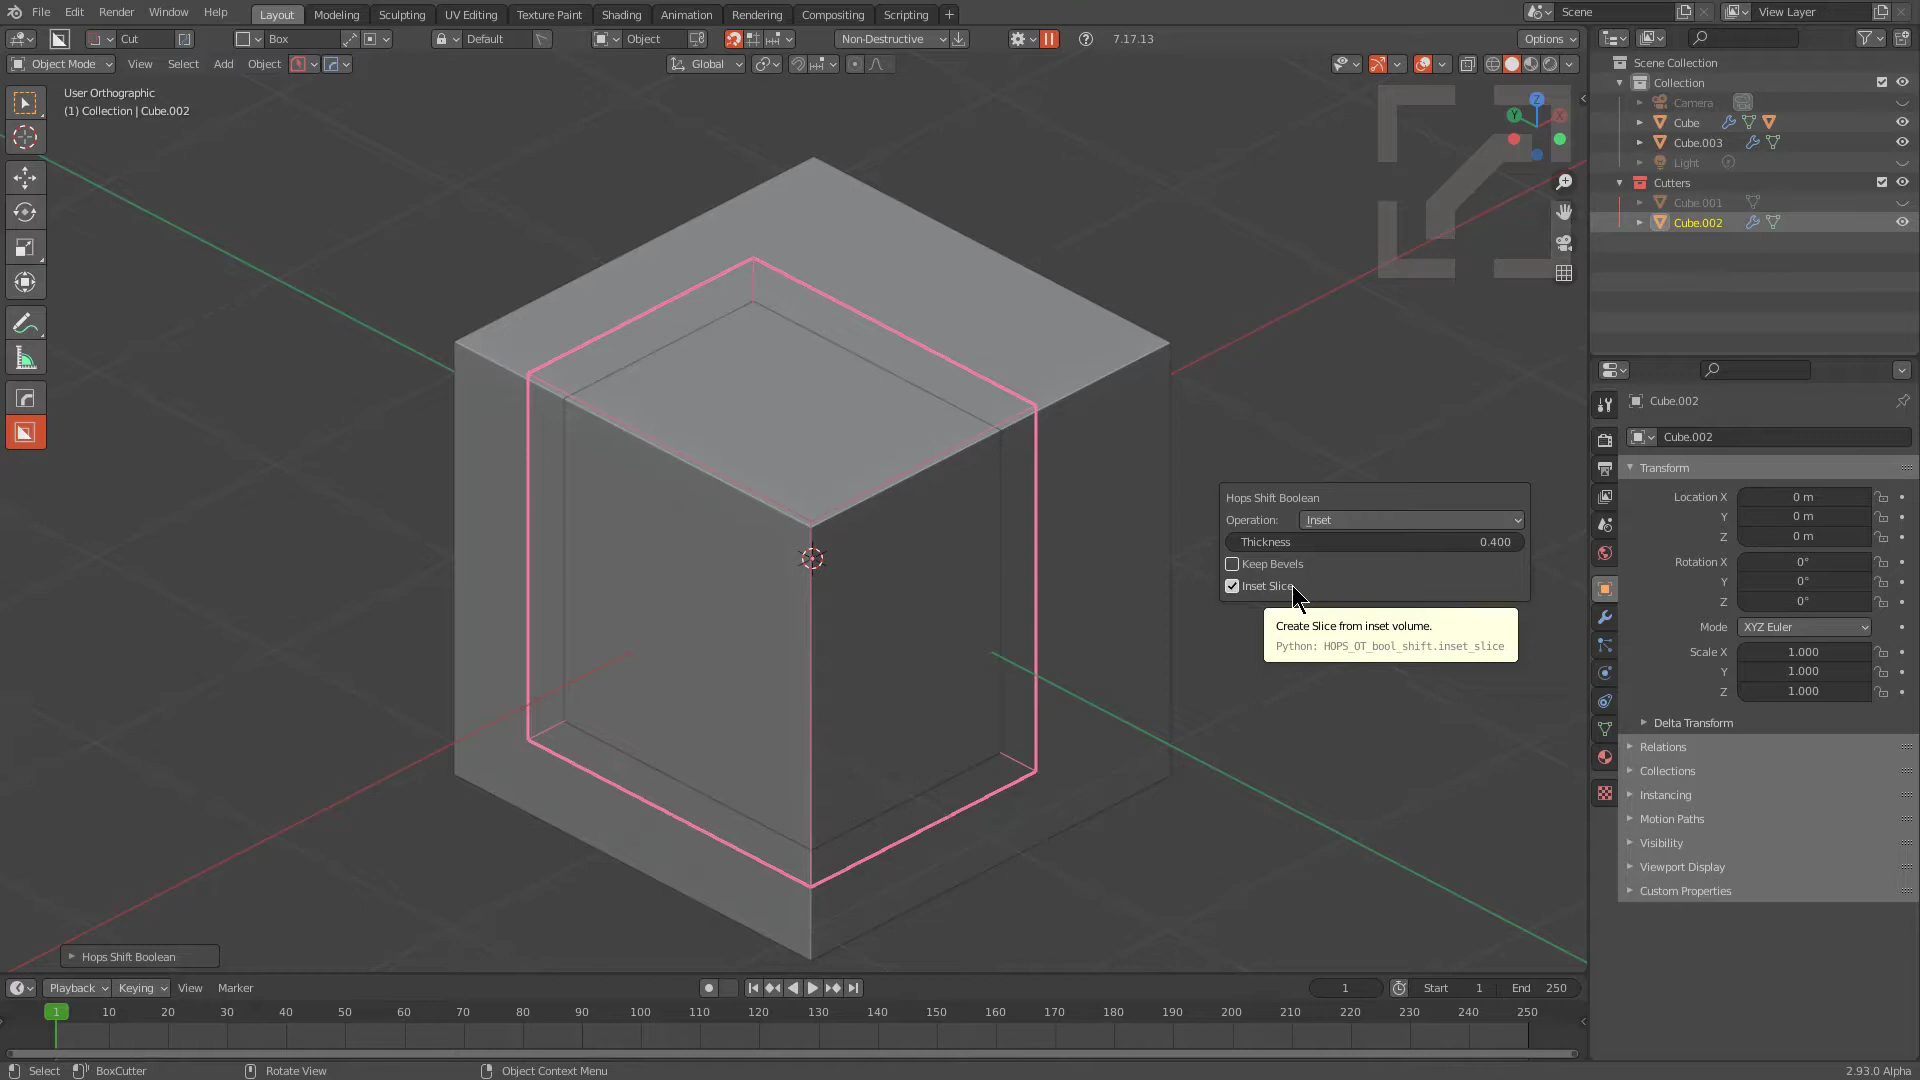 File Edit Render Window Help Layout Modeling Sculpting UV Editing Texture Paint Shading Animation Rendering Compositing Scripting + Scene View Layer
Cut Box Default Object Non-Destructive 7.17.13 Options
Object Mode View Select Add Object Global
User Orthographic
(1) Collection | Cube.002
Z
Y
X
Scene Collection
Collection
Camera
Cube
Cube.003
Light
Cutters
Cube.001
Cube.002
Cube.002
Cube.002
Transform
Location X 0 m
Y 0 m
Z 0 m
Rotation X 0°
Y 0°
Z 0°
Mode XYZ Euler
Scale X 1.000
Y 1.000
Z 1.000
Delta Transform
Relations
Collections
Instancing
Motion Paths
Visibility
Viewport Display
Custom Properties
Hops Shift Boolean
Operation: Inset
Thickness 0.400
Keep Bevels
Inset Slice
Create Slice from inset volume.
Python: HOPS_OT_bool_shift.inset_slice
Hops Shift Boolean
Playback Keying View Marker 1 Start 1 End 250
1 10 20 30 40 50 60 70 80 90 100 110 120 130 140 150 160 170 180 190 200 210 220 230 240 250
Select BoxCutter Rotate View Object Context Menu 2.93.0 Alpha